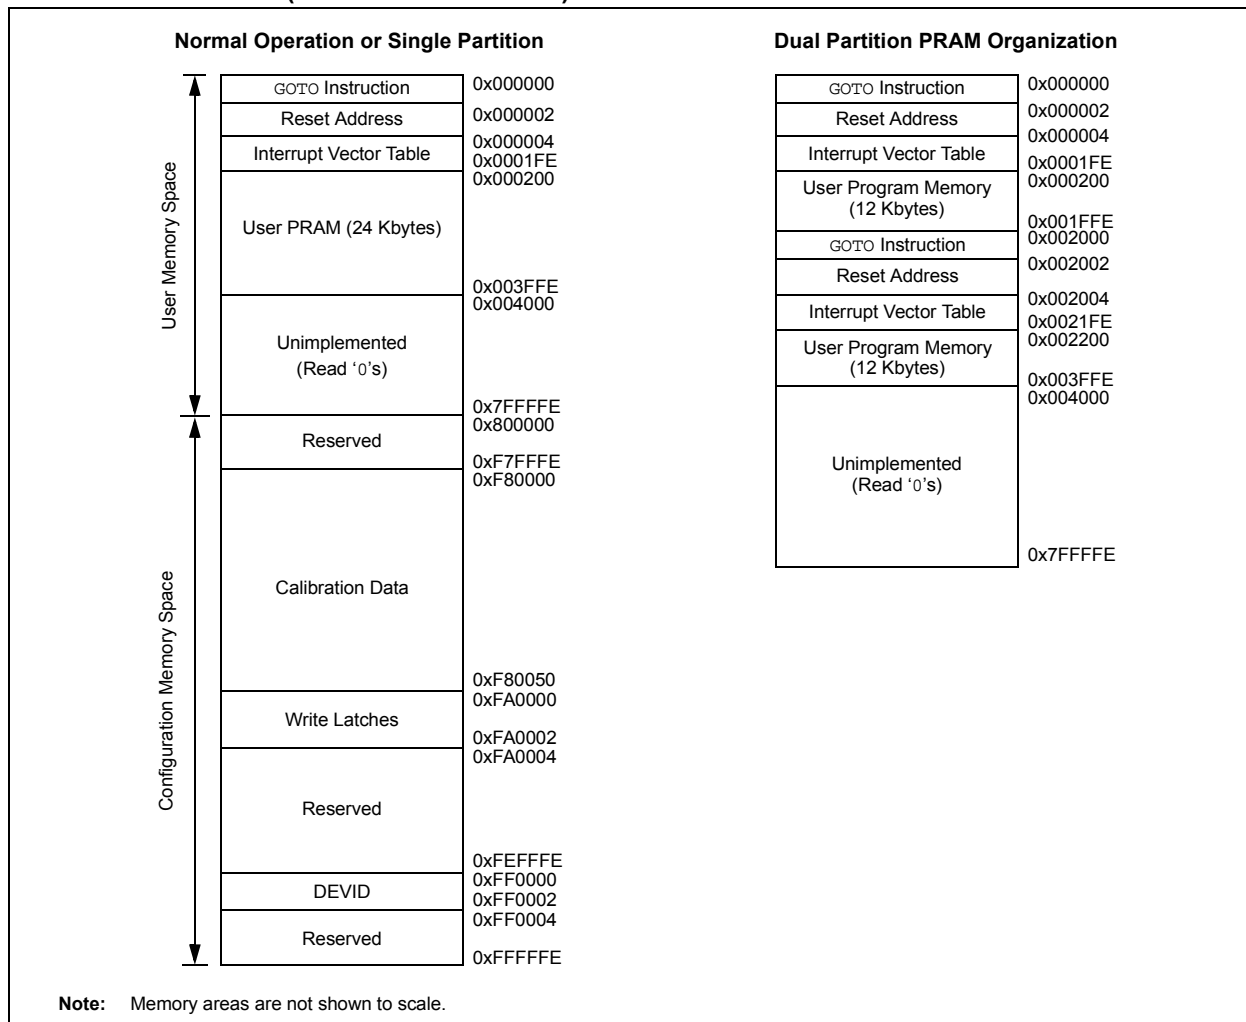 Normal Operation or Single Partition
User Memory Space
GOTO Instruction
0x000000
Reset Address
0x000002
Interrupt Vector Table
0x000004
0x0001FE
User PRAM (24 Kbytes)
0x000200
0x003FFE
Unimplemented
(Read ‘0’s)
0x004000
0x7FFFFE
Configuration Memory Space
Reserved
0x800000
0xF7FFFE
Calibration Data
0xF80000
0xF80050
Write Latches
0xFA0000
0xFA0002
Reserved
0xFA0004
0xFEFFFE
DEVID
0xFF0000
0xFF0002
Reserved
0xFF0004
0xFFFFFE
Dual Partition PRAM Organization
GOTO Instruction
0x000000
Reset Address
0x000002
Interrupt Vector Table
0x000004
0x0001FE
User Program Memory
(12 Kbytes)
0x000200
0x001FFE
GOTO Instruction
0x002000
Reset Address
0x002002
Interrupt Vector Table
0x002004
0x0021FE
User Program Memory
(12 Kbytes)
0x002200
0x003FFE
Unimplemented
(Read ‘0’s)
0x004000
0x7FFFFE
Note: Memory areas are not shown to scale.